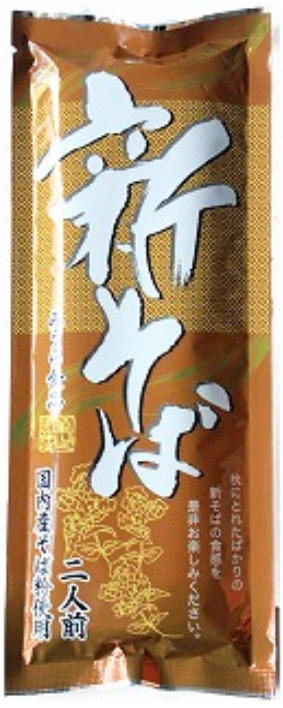 新そば
秋にとれたばかりの
新そばの食感を
是非お楽しみください。
二人前
国内産そば粉使用